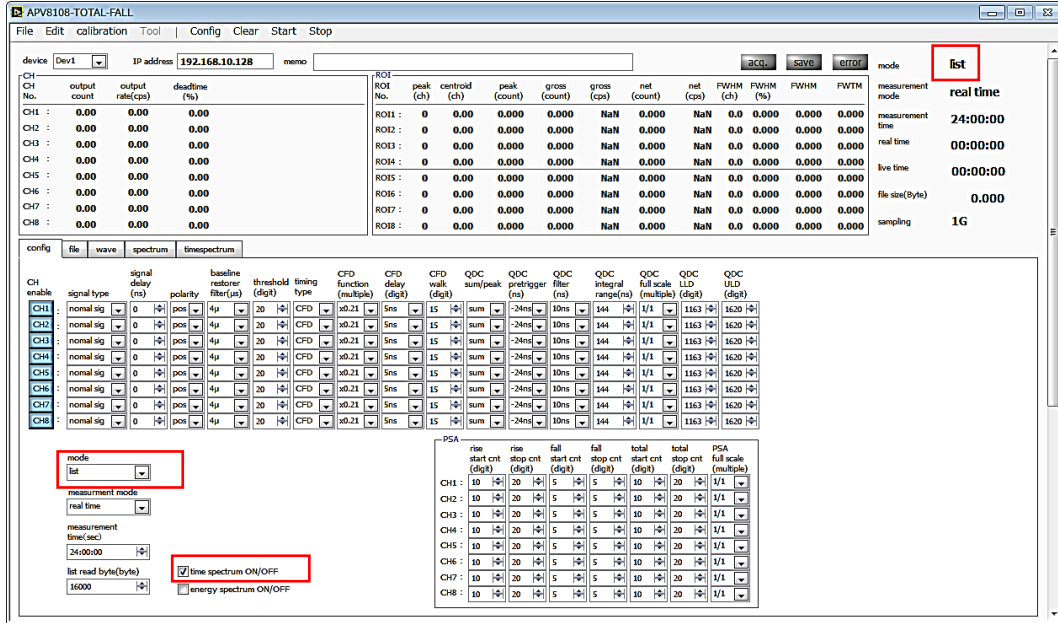 APV8108-TOTAL-FALL
File Edit calibration Tool | Config Clear Start Stop
device Dev1 IP address 192.168.10.128 memo acq. save error mode list
CH
CH No. output count output rate(cps) deadtime (%)
CH1 : 0.00 0.00 0.00
CH2 : 0.00 0.00 0.00
CH3 : 0.00 0.00 0.00
CH4 : 0.00 0.00 0.00
CH5 : 0.00 0.00 0.00
CH6 : 0.00 0.00 0.00
CH7 : 0.00 0.00 0.00
CH8 : 0.00 0.00 0.00
ROI
ROI No. peak (ch) centroid (ch) peak (count) gross (count) gross (cps) net (count) net (cps) FWHM (ch) FWHM (%) FWHM FWTM
ROI1 : 0 0.00 0.000 0.000 NaN 0.000 NaN 0.0 0.000 0.000 0.000
ROI2 : 0 0.00 0.000 0.000 NaN 0.000 NaN 0.0 0.000 0.000 0.000
ROI3 : 0 0.00 0.000 0.000 NaN 0.000 NaN 0.0 0.000 0.000 0.000
ROI4 : 0 0.00 0.000 0.000 NaN 0.000 NaN 0.0 0.000 0.000 0.000
ROI5 : 0 0.00 0.000 0.000 NaN 0.000 NaN 0.0 0.000 0.000 0.000
ROI6 : 0 0.00 0.000 0.000 NaN 0.000 NaN 0.0 0.000 0.000 0.000
ROI7 : 0 0.00 0.000 0.000 NaN 0.000 NaN 0.0 0.000 0.000 0.000
ROI8 : 0 0.00 0.000 0.000 NaN 0.000 NaN 0.0 0.000 0.000 0.000
measurement mode real time
measurement time 24:00:00
real time 00:00:00
live time 00:00:00
file size(Byte) 0.000
sampling 1G
config file wave spectrum timespectrum
CH enable signal type signal delay (ns) polarity baseline restorer filter(μs) threshold (digit) timing type CFD function (multiple) CFD delay (digit) CFD walk (digit) QDC sum/peak QDC pretrigger (ns) QDC filter (ns) QDC integral range(ns) QDC full scale (multiple) QDC LLD (digit) QDC ULD (digit)
CH1 : nomal sig 0 pos 4μ 20 CFD x0.21 5ns 15 sum -24ns 10ns 144 1/1 1163 1620
CH2 : nomal sig 0 pos 4μ 20 CFD x0.21 5ns 15 sum -24ns 10ns 144 1/1 1163 1620
CH3 : nomal sig 0 pos 4μ 20 CFD x0.21 5ns 15 sum -24ns 10ns 144 1/1 1163 1620
CH4 : nomal sig 0 pos 4μ 20 CFD x0.21 5ns 15 sum -24ns 10ns 144 1/1 1163 1620
CH5 : nomal sig 0 pos 4μ 20 CFD x0.21 5ns 15 sum -24ns 10ns 144 1/1 1163 1620
CH6 : nomal sig 0 pos 4μ 20 CFD x0.21 5ns 15 sum -24ns 10ns 144 1/1 1163 1620
CH7 : nomal sig 0 pos 4μ 20 CFD x0.21 5ns 15 sum -24ns 10ns 144 1/1 1163 1620
CH8 : nomal sig 0 pos 4μ 20 CFD x0.21 5ns 15 sum -24ns 10ns 144 1/1 1163 1620
mode
list
measurment mode
real time
measurement time(sec)
24:00:00
list read byte(byte)
16000
time spectrum ON/OFF
energy spectrum ON/OFF
PSA
rise start cnt (digit) rise stop cnt (digit) fall start cnt (digit) fall stop cnt (digit) total start cnt (digit) total stop cnt (digit) PSA full scale (multiple)
CH1 : 10 20 5 5 10 20 1/1
CH2 : 10 20 5 5 10 20 1/1
CH3 : 10 20 5 5 10 20 1/1
CH4 : 10 20 5 5 10 20 1/1
CH5 : 10 20 5 5 10 20 1/1
CH6 : 10 20 5 5 10 20 1/1
CH7 : 10 20 5 5 10 20 1/1
CH8 : 10 20 5 5 10 20 1/1